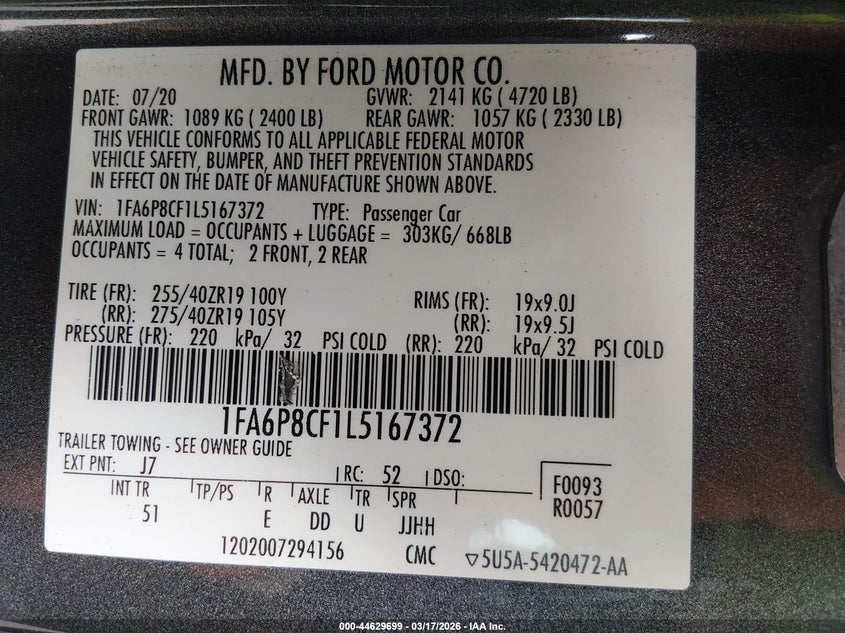 MFD. BY FORD MOTOR CO.
DATE: 07/20 GVWR: 2141 KG ( 4720 LB)
FRONT GAWR: 1089 KG ( 2400 LB) REAR GAWR: 1057 KG ( 2330 LB)
THIS VEHICLE CONFORMS TO ALL APPLICABLE FEDERAL MOTOR
VEHICLE SAFETY, BUMPER, AND THEFT PREVENTION STANDARDS
IN EFFECT ON THE DATE OF MANUFACTURE SHOWN ABOVE.
VIN: 1FA6P8CF1L5167372 TYPE: Passenger Car
MAXIMUM LOAD = OCCUPANTS + LUGGAGE = 303KG/ 668LB
OCCUPANTS = 4 TOTAL; 2 FRONT, 2 REAR
TIRE (FR): 255/40ZR19 100Y RIMS (FR): 19x9.0J
(RR): 275/40ZR19 105Y (RR): 19x9.5J
PRESSURE (FR): 220 kPa/ 32 PSI COLD (RR): 220 kPa/ 32 PSI COLD
1FA6P8CF1L5167372
TRAILER TOWING - SEE OWNER GUIDE
EXT PNT: J7 RC: 52 DSO: F0093
INT TR TP/PS R AXLE TR SPR R0057
51 E DD U JJHH
1202007294156 CMC ▽5U5A-5420472-AA
000-44629699 — 03/17/2026 — IAA Inc.